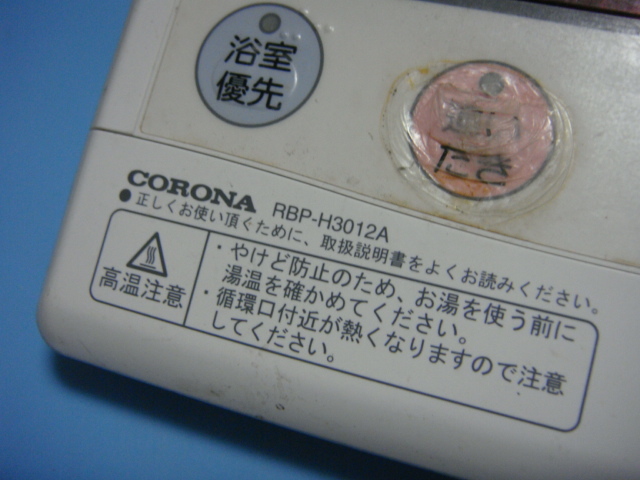 浴室
優先
追い
たき
CORONA RBP-H3012A
●正しくお使い頂くために、取扱説明書をよくお読みください。
高温注意
・やけど防止のため、お湯を使う前に
湯温を確かめてください。
・循環口付近が熱くなりますので注意
してください。